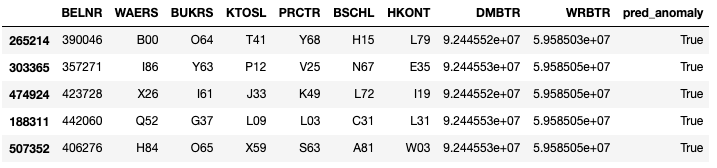 BELNR WAERS BUKRS KTOSL PRCTR BSCHL HKONT DMBTR WRBTR pred_anomaly
265214 390046 B00 O64 T41 Y68 H15 L79 9.244552e+07 5.958503e+07 True
303365 357271 I86 Y63 P12 V25 N67 E35 9.244552e+07 5.958505e+07 True
474924 423728 X26 I61 J33 K49 L72 I19 9.244553e+07 5.958505e+07 True
188311 442060 Q52 G37 L09 L03 C31 L31 9.244553e+07 5.958505e+07 True
507352 406276 H84 O65 X59 S63 A81 W03 9.244553e+07 5.958505e+07 True